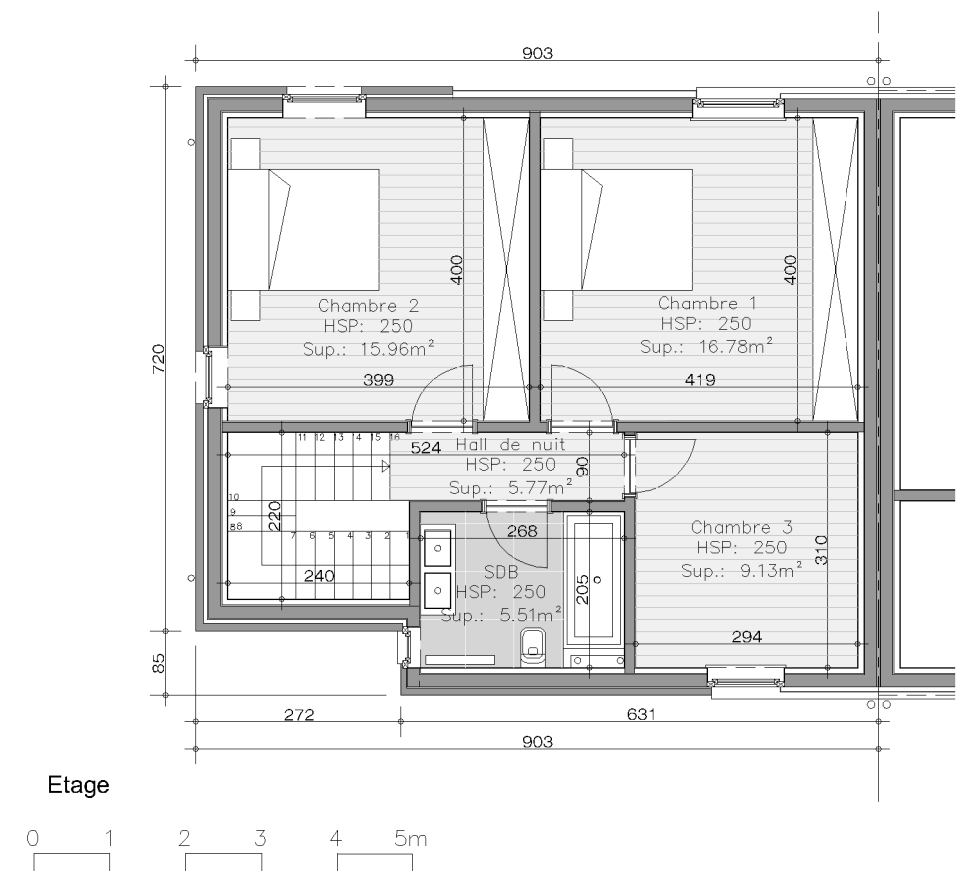 903
720
85
Chambre 2
HSP: 250
Sup.: 15.96m²
400
399
Chambre 1
HSP: 250
Sup.: 16.78m²
400
419
11 12 13 14 15 16
524
Hall de nuit
HSP: 250
Sup.: 5.77m²
90
10
9
8 8
7 6 5 4 3 2 1
220
240
268
SDB
HSP: 250
Sup.: 5.51m²
205
Chambre 3
HSP: 250
Sup.: 9.13m²
310
294
272
631
903
Etage
0 1 2 3 4 5m